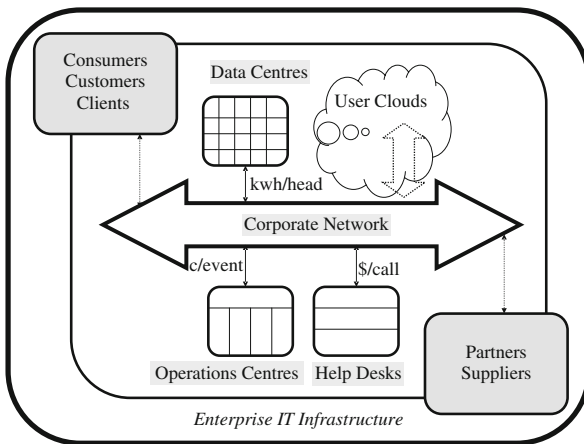 Consumers
Customers
Clients
Data Centres
User Clouds
kwh/head
Corporate Network
c/event
$/call
Operations Centres
Help Desks
Partners
Suppliers
Enterprise IT Infrastructure